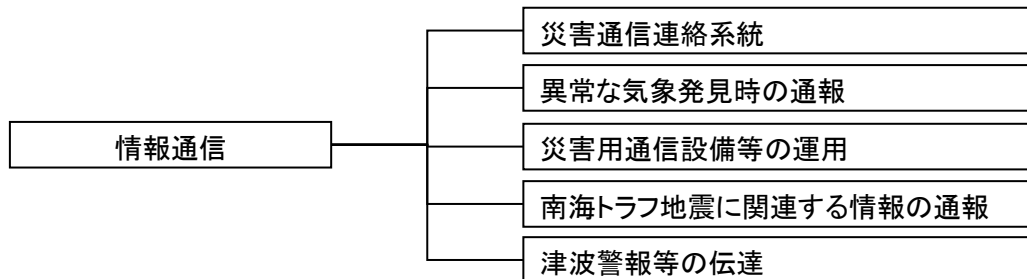 災害通信連絡系統
異常な気象発見時の通報
情報通信
災害用通信設備等の運用
南海トラフ地震に関連する情報の通報
津波警報等の伝達